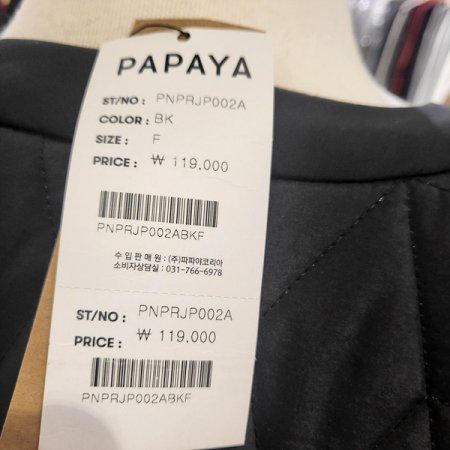 PAPAYA
ST/NO : PNPRJP002A
COLOR : BK
SIZE : F
PRICE : ₩ 119.000
PNPRJP002ABKF
수 입 판 매 원 : (주)파파야코리아
소비자상담실 : 031-766-6978
ST/NO : PNPRJP002A
PRICE : ₩ 119.000
PNPRJP002ABKF